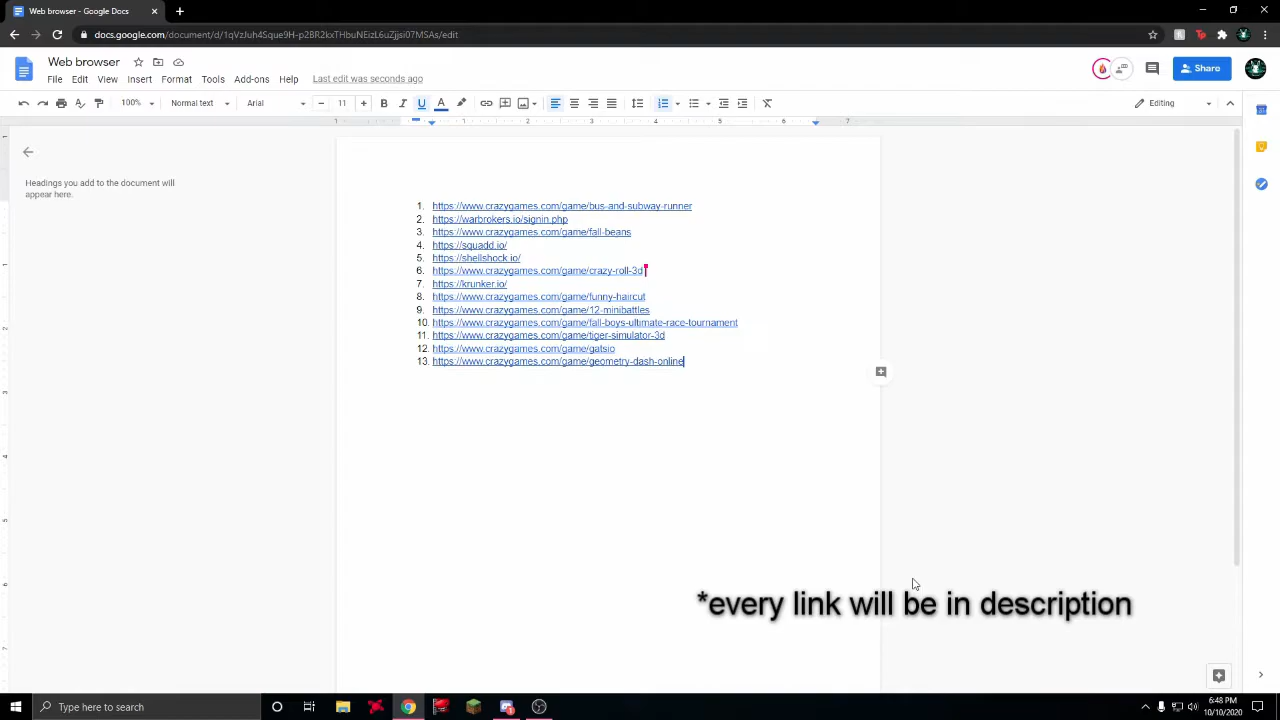 Web browser - Google Docs
docs.google.com/document/d/1qVzJuh4Sque9H-p2BR2kxTHbuNEizL6uZjjsi07MSAs/edit
Web browser
File Edit View Insert Format Tools Add-ons Help Last edit was seconds ago
Share
100% Normal text Arial 11 Editing
1 1 2 3 4 5 6 7
Headings you add to the document will
appear here.
1. https://www.crazygames.com/game/bus-and-subway-runner
2. https://warbrokers.io/signin.php
3. https://www.crazygames.com/game/fall-beans
4. https://squadd.io/
5. https://shellshock.io/
6. https://www.crazygames.com/game/crazy-roll-3d
7. https://krunker.io/
8. https://www.crazygames.com/game/funny-haircut
9. https://www.crazygames.com/game/12-minibattles
10. https://www.crazygames.com/game/fall-boys-ultimate-race-tournament
11. https://www.crazygames.com/game/tiger-simulator-3d
12. https://www.crazygames.com/game/gatsio
13. https://www.crazygames.com/game/geometry-dash-online
*every link will be in description
Type here to search
6:48 PM
10/10/2020